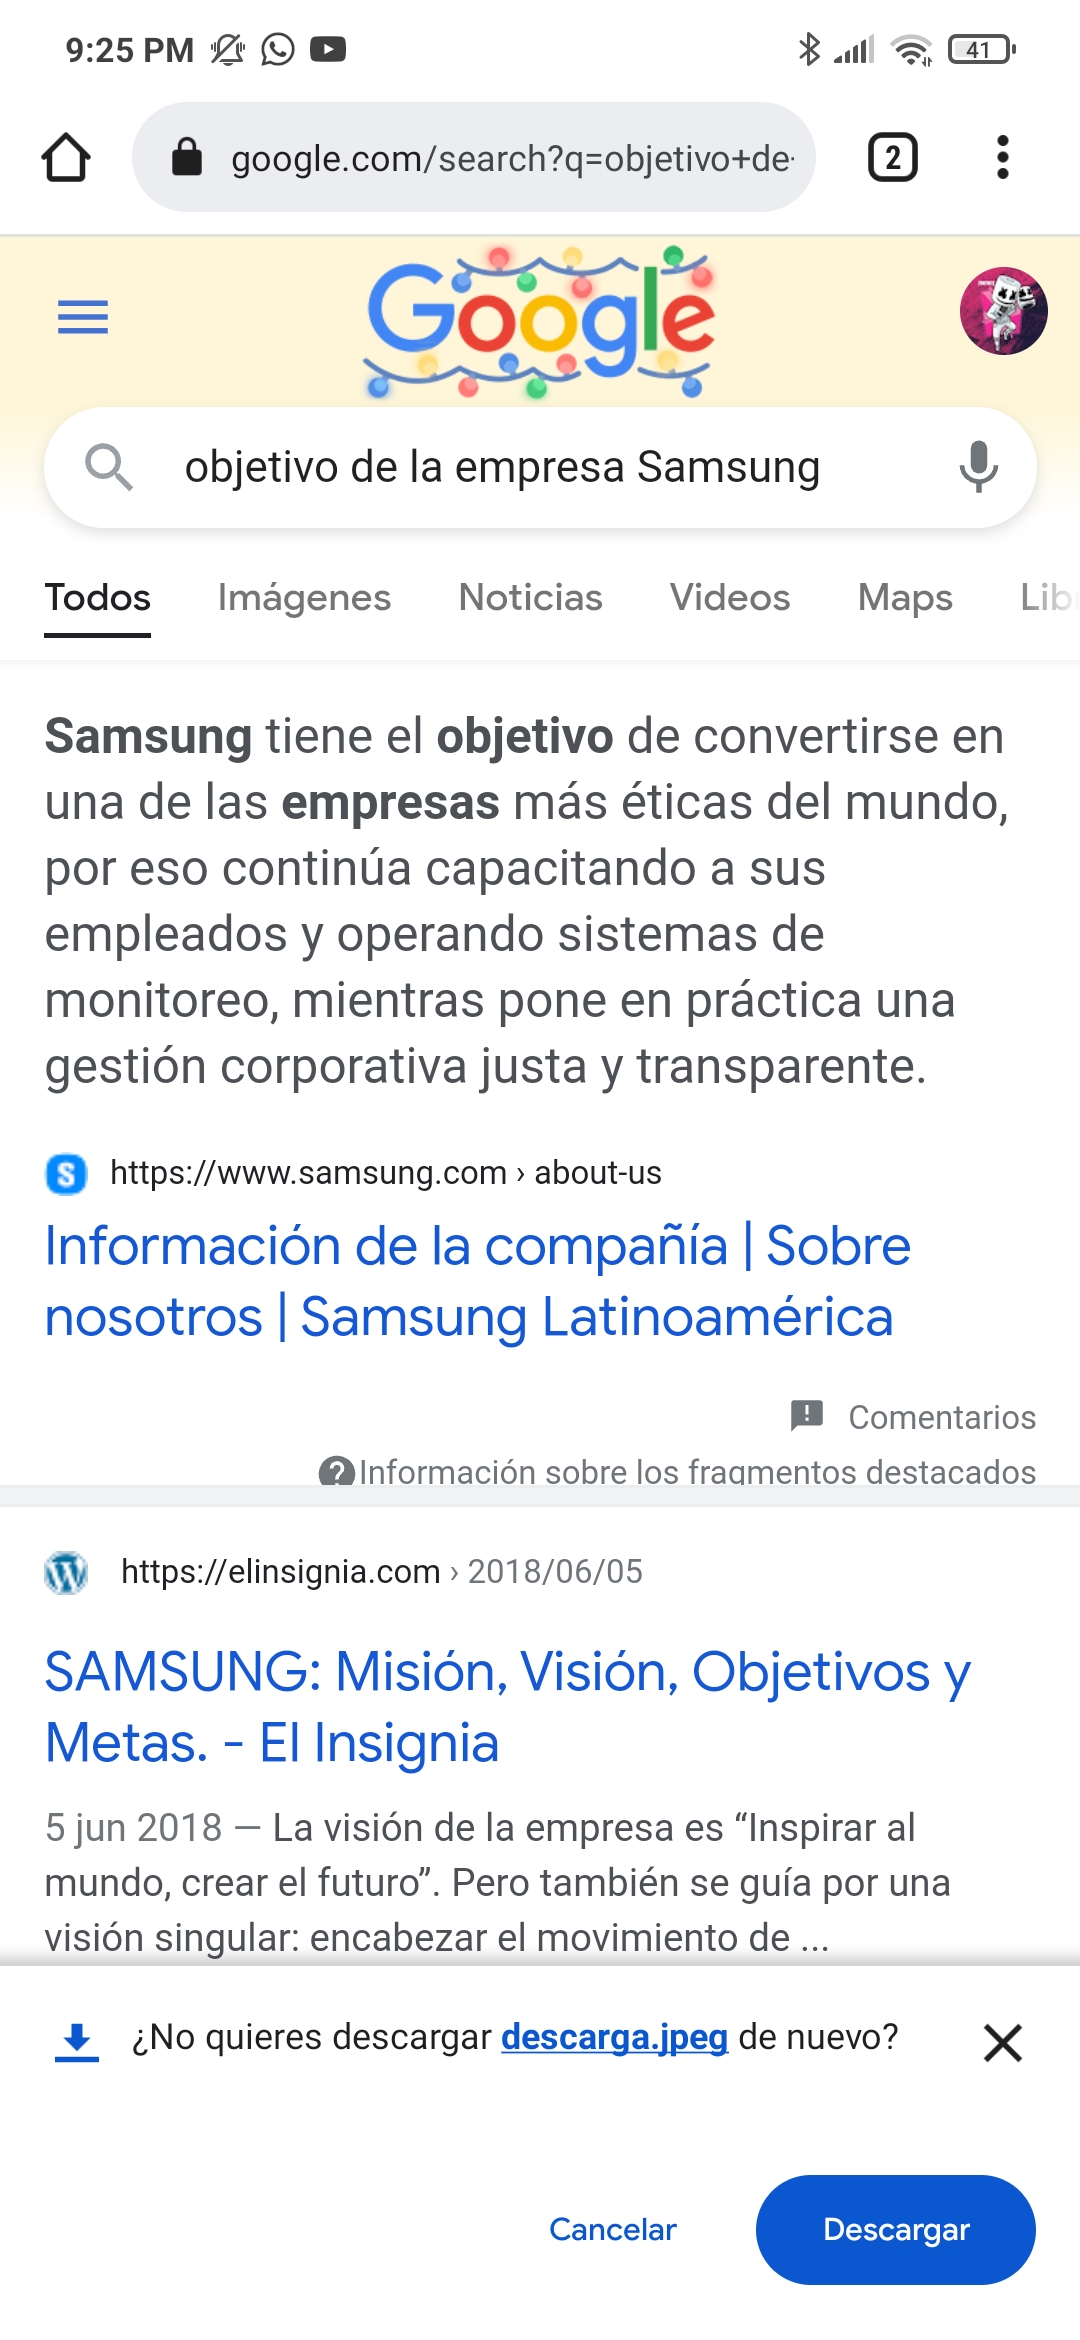 9:25 PM
41
google.com/search?q=objetivo+de
2
Google
objetivo de la empresa Samsung
Todos Imágenes Noticias Videos Maps Lib
Samsung tiene el objetivo de convertirse en
una de las empresas más éticas del mundo,
por eso continúa capacitando a sus
empleados y operando sistemas de
monitoreo, mientras pone en práctica una
gestión corporativa justa y transparente.
https://www.samsung.com › about-us
Información de la compañía | Sobre
nosotros | Samsung Latinoamérica
Comentarios
Información sobre los fragmentos destacados
https://elinsignia.com › 2018/06/05
SAMSUNG: Misión, Visión, Objetivos y
Metas. - El Insignia
5 jun 2018 — La visión de la empresa es “Inspirar al
mundo, crear el futuro”. Pero también se guía por una
visión singular: encabezar el movimiento de ...
¿No quieres descargar descarga.jpeg de nuevo?
Cancelar Descargar